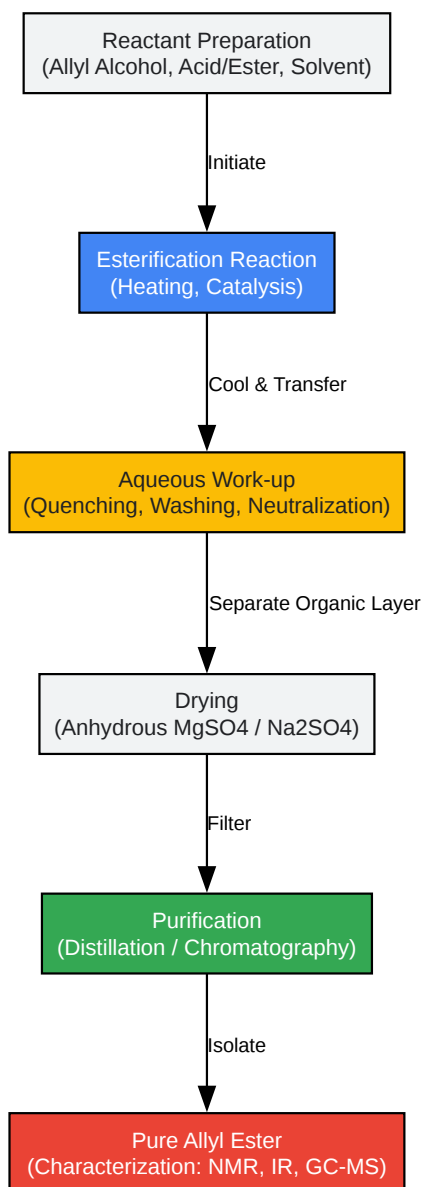 Reactant Preparation
(Allyl Alcohol, Acid/Ester, Solvent)
Initiate
Esterification Reaction
(Heating, Catalysis)
Cool & Transfer
Aqueous Work-up
(Quenching, Washing, Neutralization)
Separate Organic Layer
Drying
(Anhydrous MgSO4 / Na2SO4)
Filter
Purification
(Distillation / Chromatography)
Isolate
Pure Allyl Ester
(Characterization: NMR, IR, GC-MS)